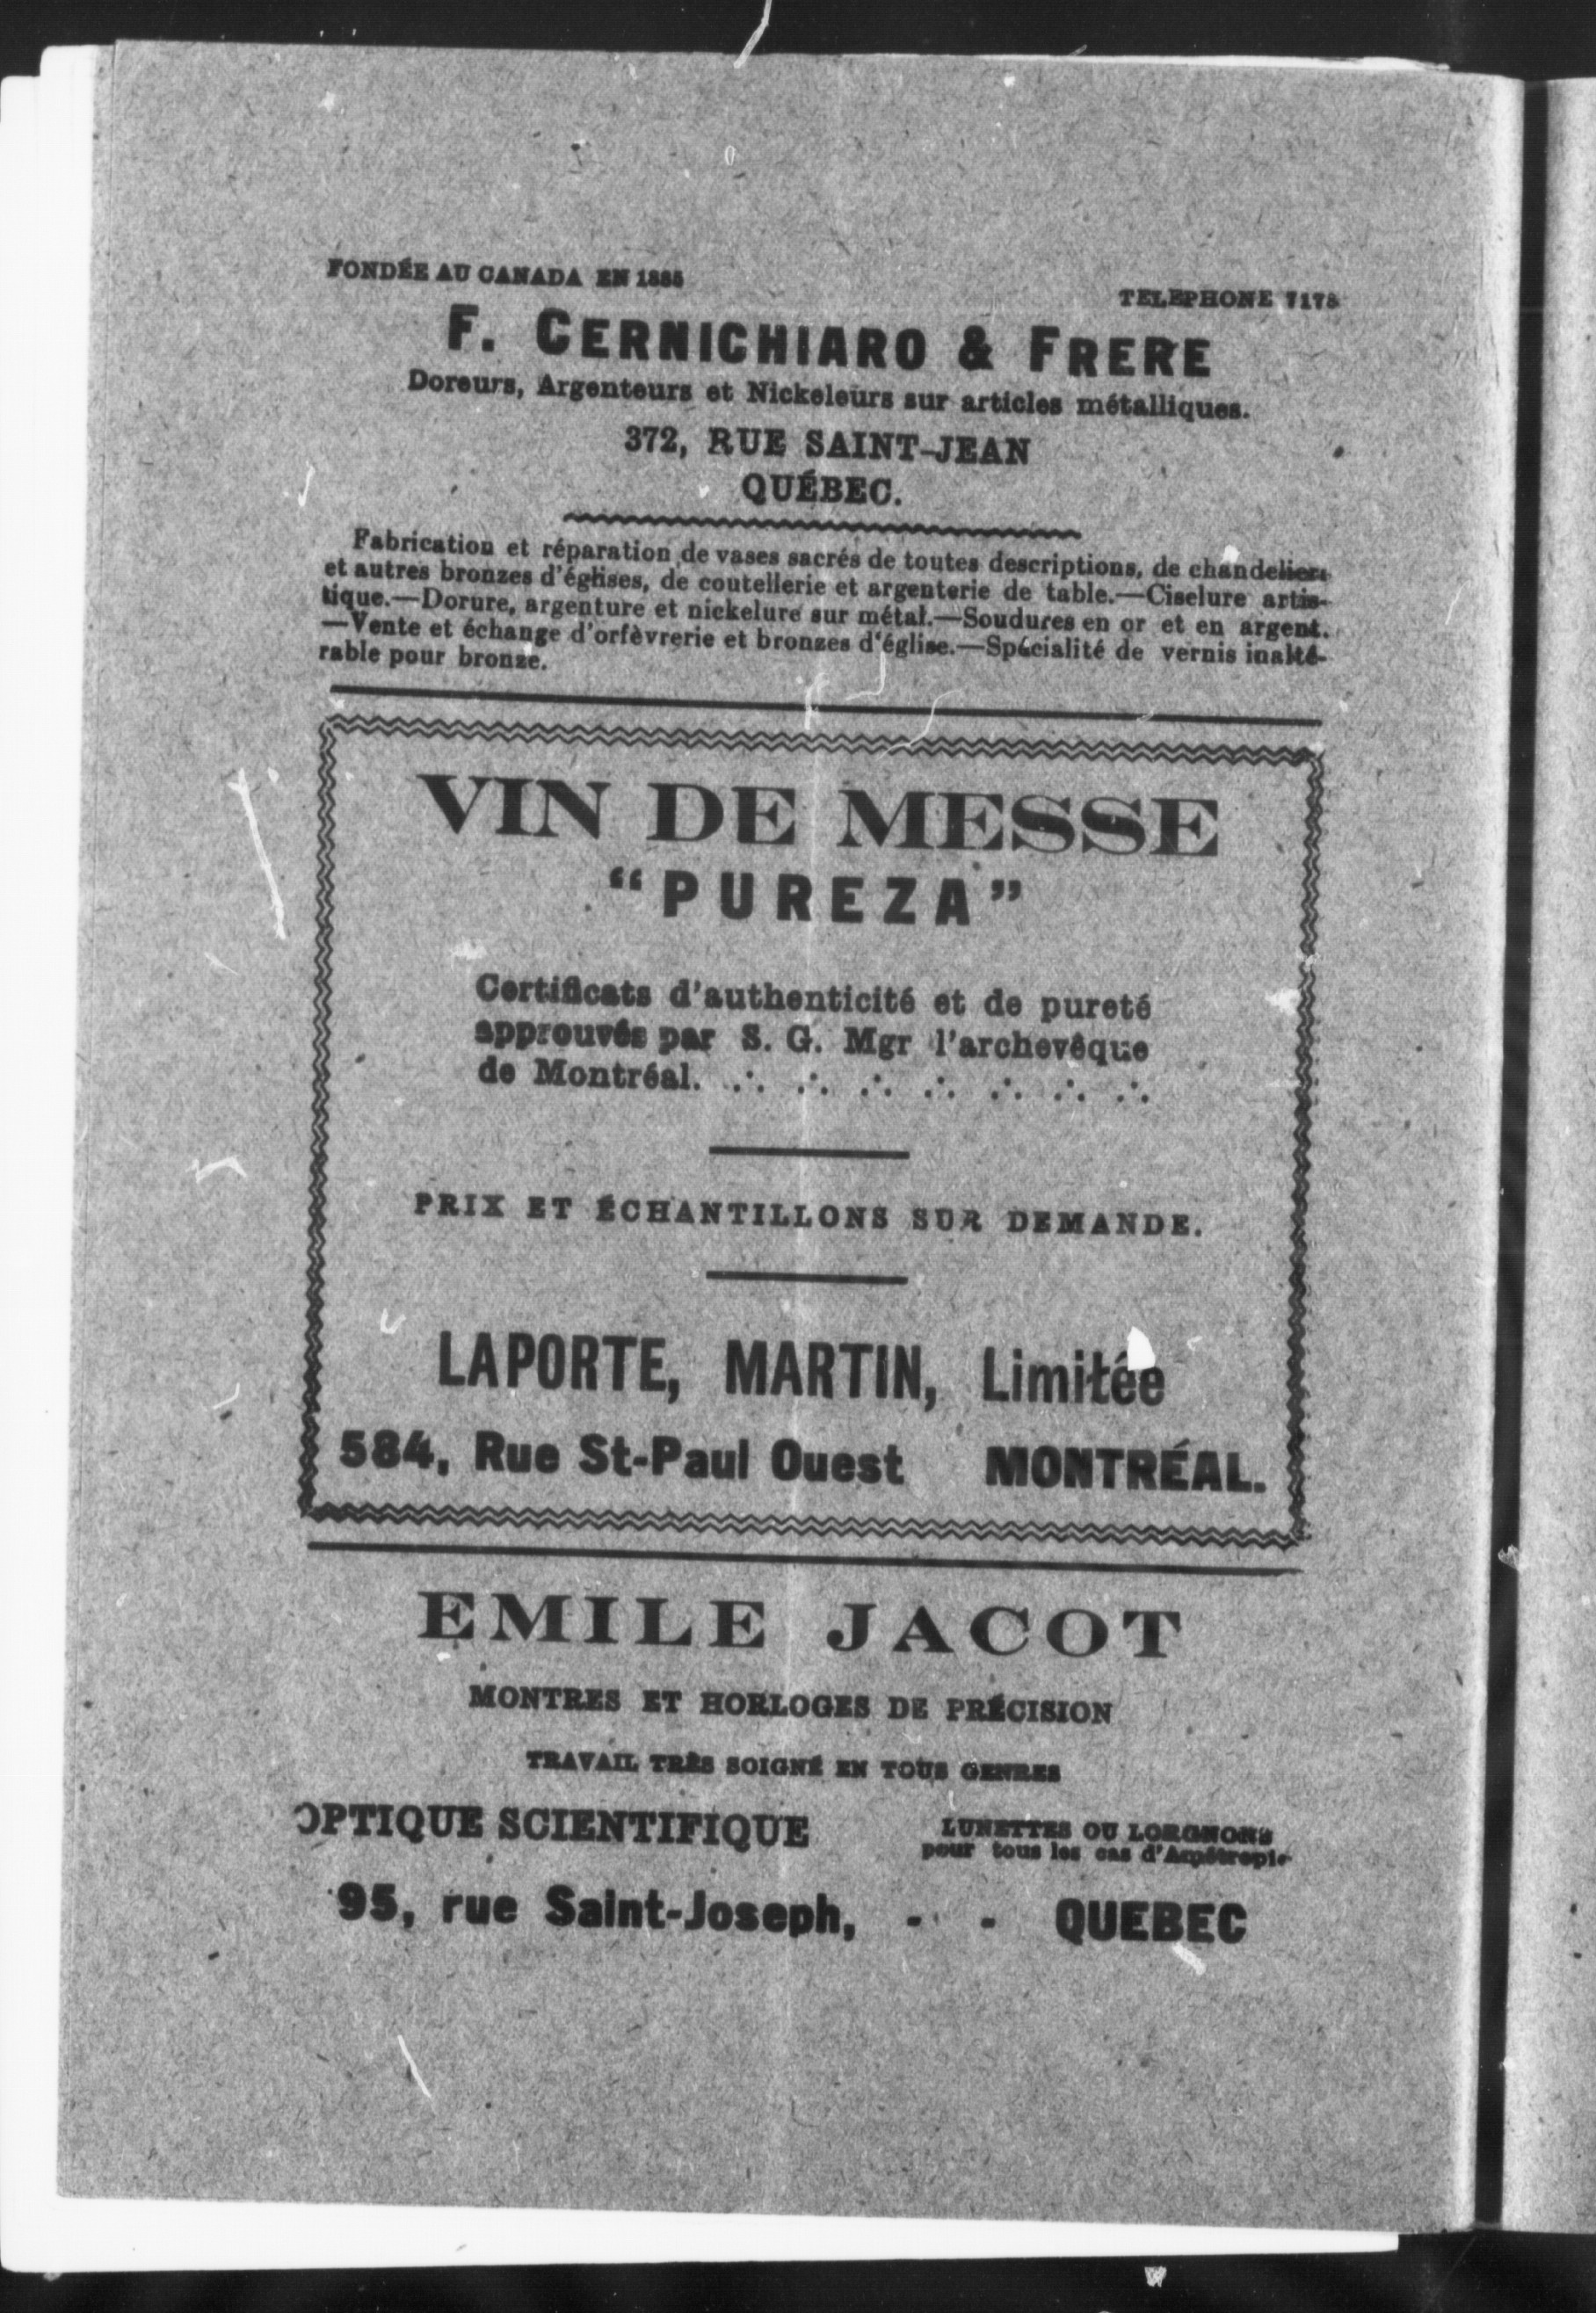 FONDÉE AU CANADA EN 1885
TELEPHONE 7178
F. CERNICHIARO & FRERE
Doreurs, Argenteurs et Nickeleurs sur articles métalliques.
372, RUE SAINT-JEAN
QUÉBEC.
Fabrication et réparation de vases sacrés de toutes descriptions, de chandeliers
et autres bronzes d'églises, de coutellerie et argenterie de table.—Ciselure artis-
tique.—Dorure, argenture et nickelure sur métal.—Soudures en or et en argent.
—Vente et échange d'orfèvrerie et bronzes d'église.—Spécialité de vernis inalté-
rable pour bronze.
VIN DE MESSE
"PUREZA"
Certificats d'authenticité et de pureté
approuvés par S. G. Mgr l'archevêque
de Montréal. ∴ ∴ ∴ ∴ ∴ ∴ ∴
PRIX ET ÉCHANTILLONS SUR DEMANDE.
LAPORTE, MARTIN, Limitée
584, Rue St-Paul Ouest MONTRÉAL.
EMILE JACOT
MONTRES ET HORLOGES DE PRÉCISION
TRAVAIL TRÈS SOIGNÉ EN TOUS GENRES
OPTIQUE SCIENTIFIQUE
LUNETTES OU LORGNONS
pour tous les cas d'Amétropie
95, rue Saint-Joseph, - - QUEBEC